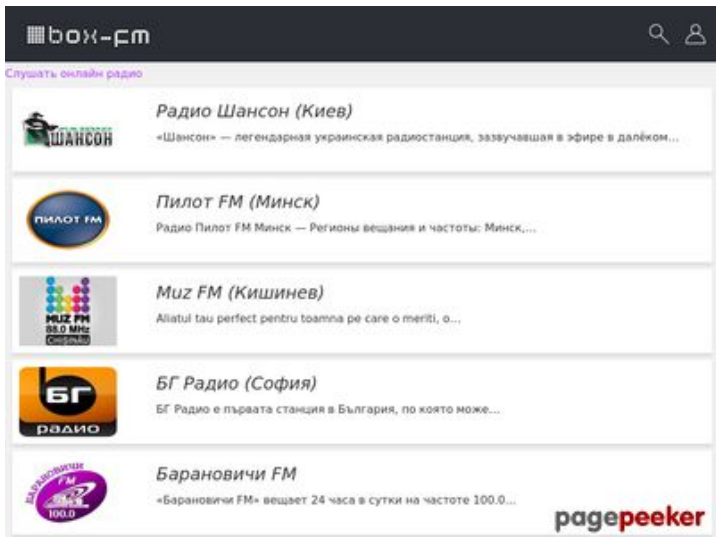 box-fm
Слушать онлайн радио
ШАНСОН
Радио Шансон (Киев)
«Шансон» — легендарная украинская радиостанция, зазвучавшая в эфире в далёком...
ПИЛОТ FM
Пилот FM (Минск)
Радио Пилот FM Минск — Регионы вещания и частоты: Минск,...
MUZ FM
88.0 MHz
CHIȘINĂU
Muz FM (Кишинев)
Aliatul tau perfect pentru toamna pe care o meriti, o...
БГ
радио
БГ Радио (София)
БГ Радио е първата станция в България, по която може...
БАРАНОВИЧИ
FM
100.0
Барановичи FM
«Барановичи FM» вещает 24 часа в сутки на частоте 100.0...
pagepeeker